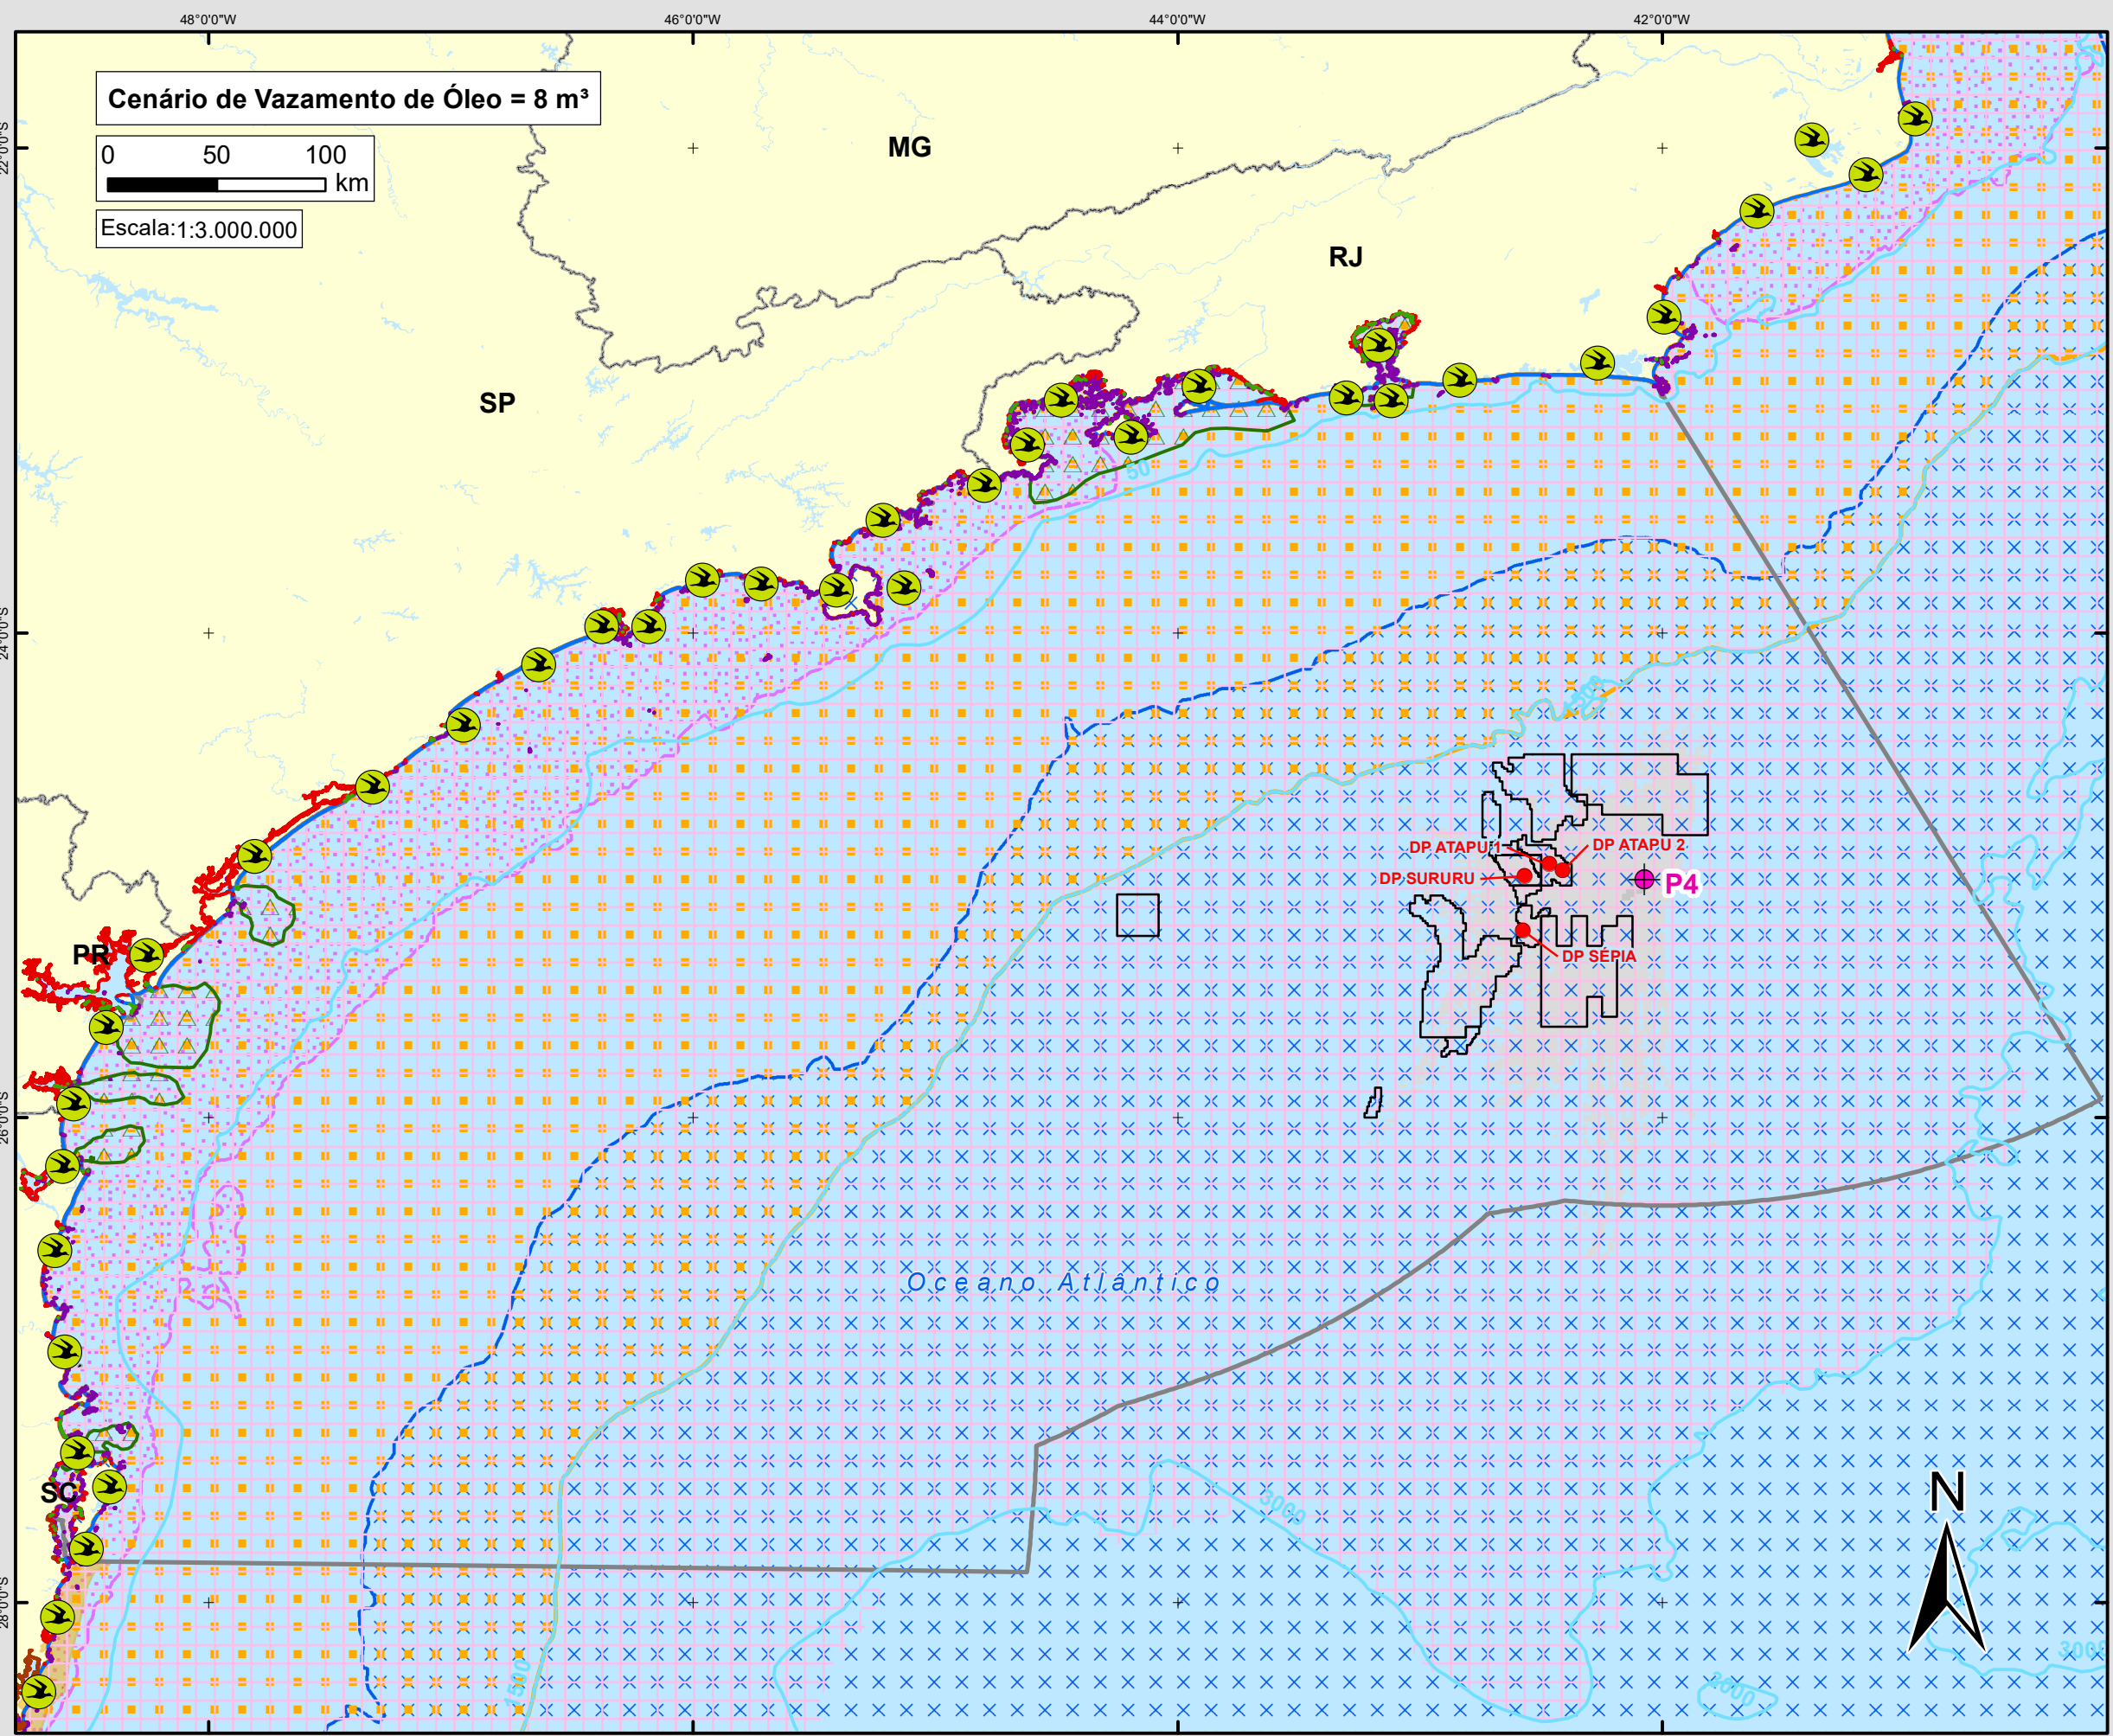 48°0'0"W
46°0'0"W
44°0'0"W
42°0'0"W
Cenário de Vazamento de Óleo = 8 m³
0 50 100
km
Escala:1:3.000.000
MG
RJ
SP
50
24°0'0"S
1500
DP ATAPU 1
DP ATAPU 2
DP SURURU
P4
DP SÉPIA
PR
26°0'0"S
Oceano Atlântico
SC
N
3000
28°0'0"S
1500
3000
3000